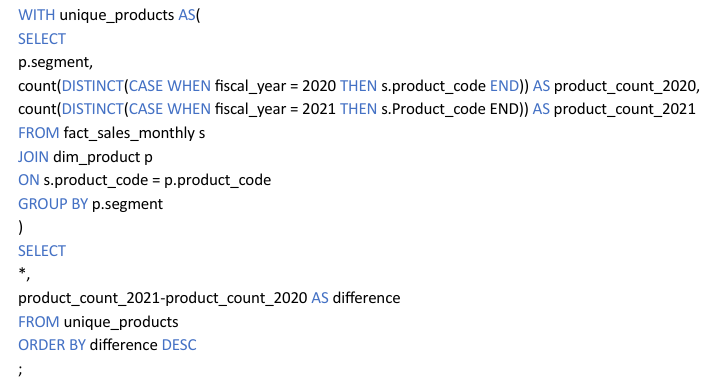 WITH unique_products AS(
SELECT
p.segment,
count(DISTINCT(CASE WHEN fiscal_year = 2020 THEN s.product_code END)) AS product_count_2020,
count(DISTINCT(CASE WHEN fiscal_year = 2021 THEN s.Product_code END)) AS product_count_2021
FROM fact_sales_monthly s
JOIN dim_product p
ON s.product_code = p.product_code
GROUP BY p.segment
)
SELECT
*,
product_count_2021-product_count_2020 AS difference
FROM unique_products
ORDER BY difference DESC
;